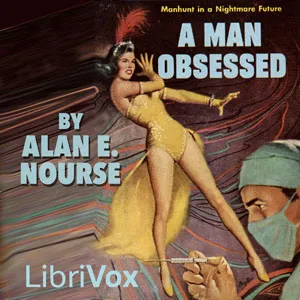 Manhunt in a Nightmare Future
A MAN
OBSESSED
BY
ALAN E.
NOURSE
LibriVox